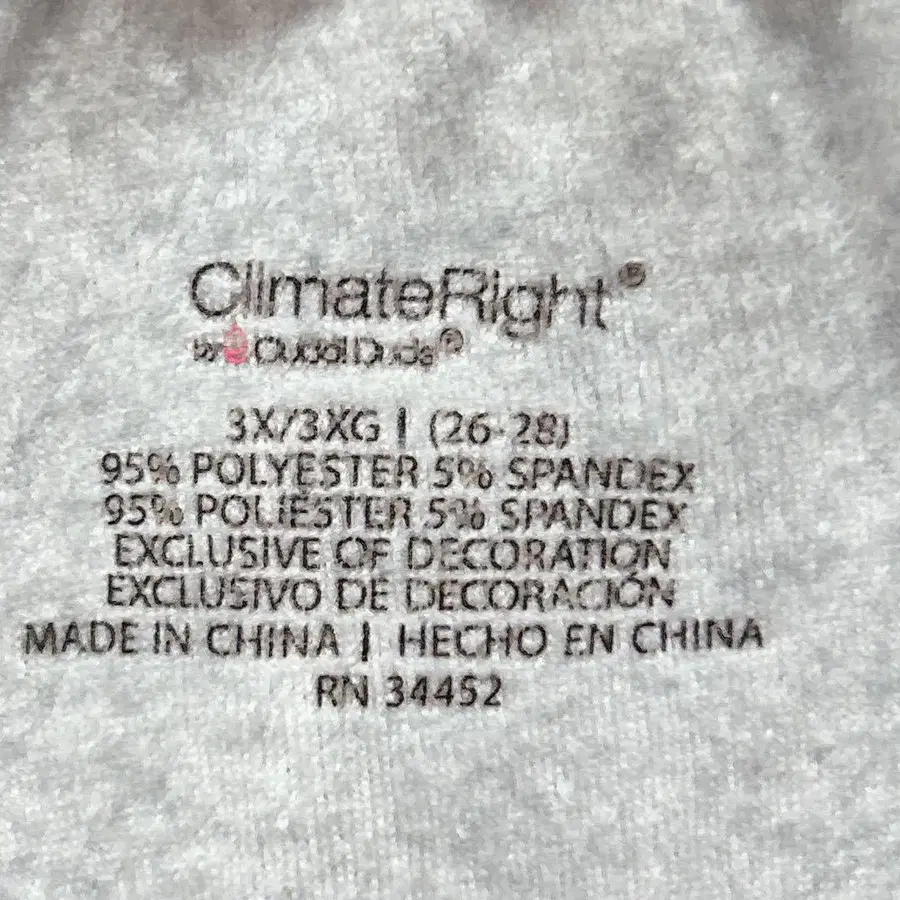 ClimateRight®
by Cuddl Duds®
3X/3XG | (26-28)
95% POLYESTER 5% SPANDEX
95% POLIÉSTER 5% SPANDEX
EXCLUSIVE OF DECORATION
EXCLUSIVO DE DECORACIÓN
MADE IN CHINA | HECHO EN CHINA
RN 34452